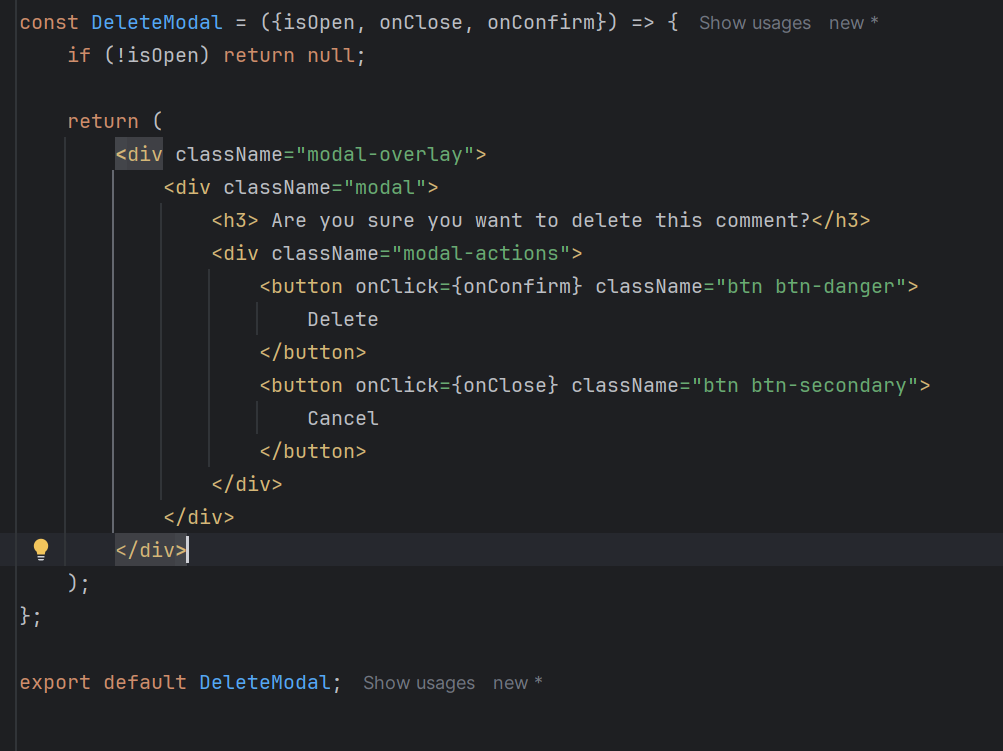 const DeleteModal = ({isOpen, onClose, onConfirm}) => {  Show usages  new *
    if (!isOpen) return null;

    return (
        <div className="modal-overlay">
            <div className="modal">
                <h3> Are you sure you want to delete this comment?</h3>
                <div className="modal-actions">
                    <button onClick={onConfirm} className="btn btn-danger">
                        Delete
                    </button>
                    <button onClick={onClose} className="btn btn-secondary">
                        Cancel
                    </button>
                </div>
            </div>
        </div>
    );
};

export default DeleteModal;  Show usages  new *